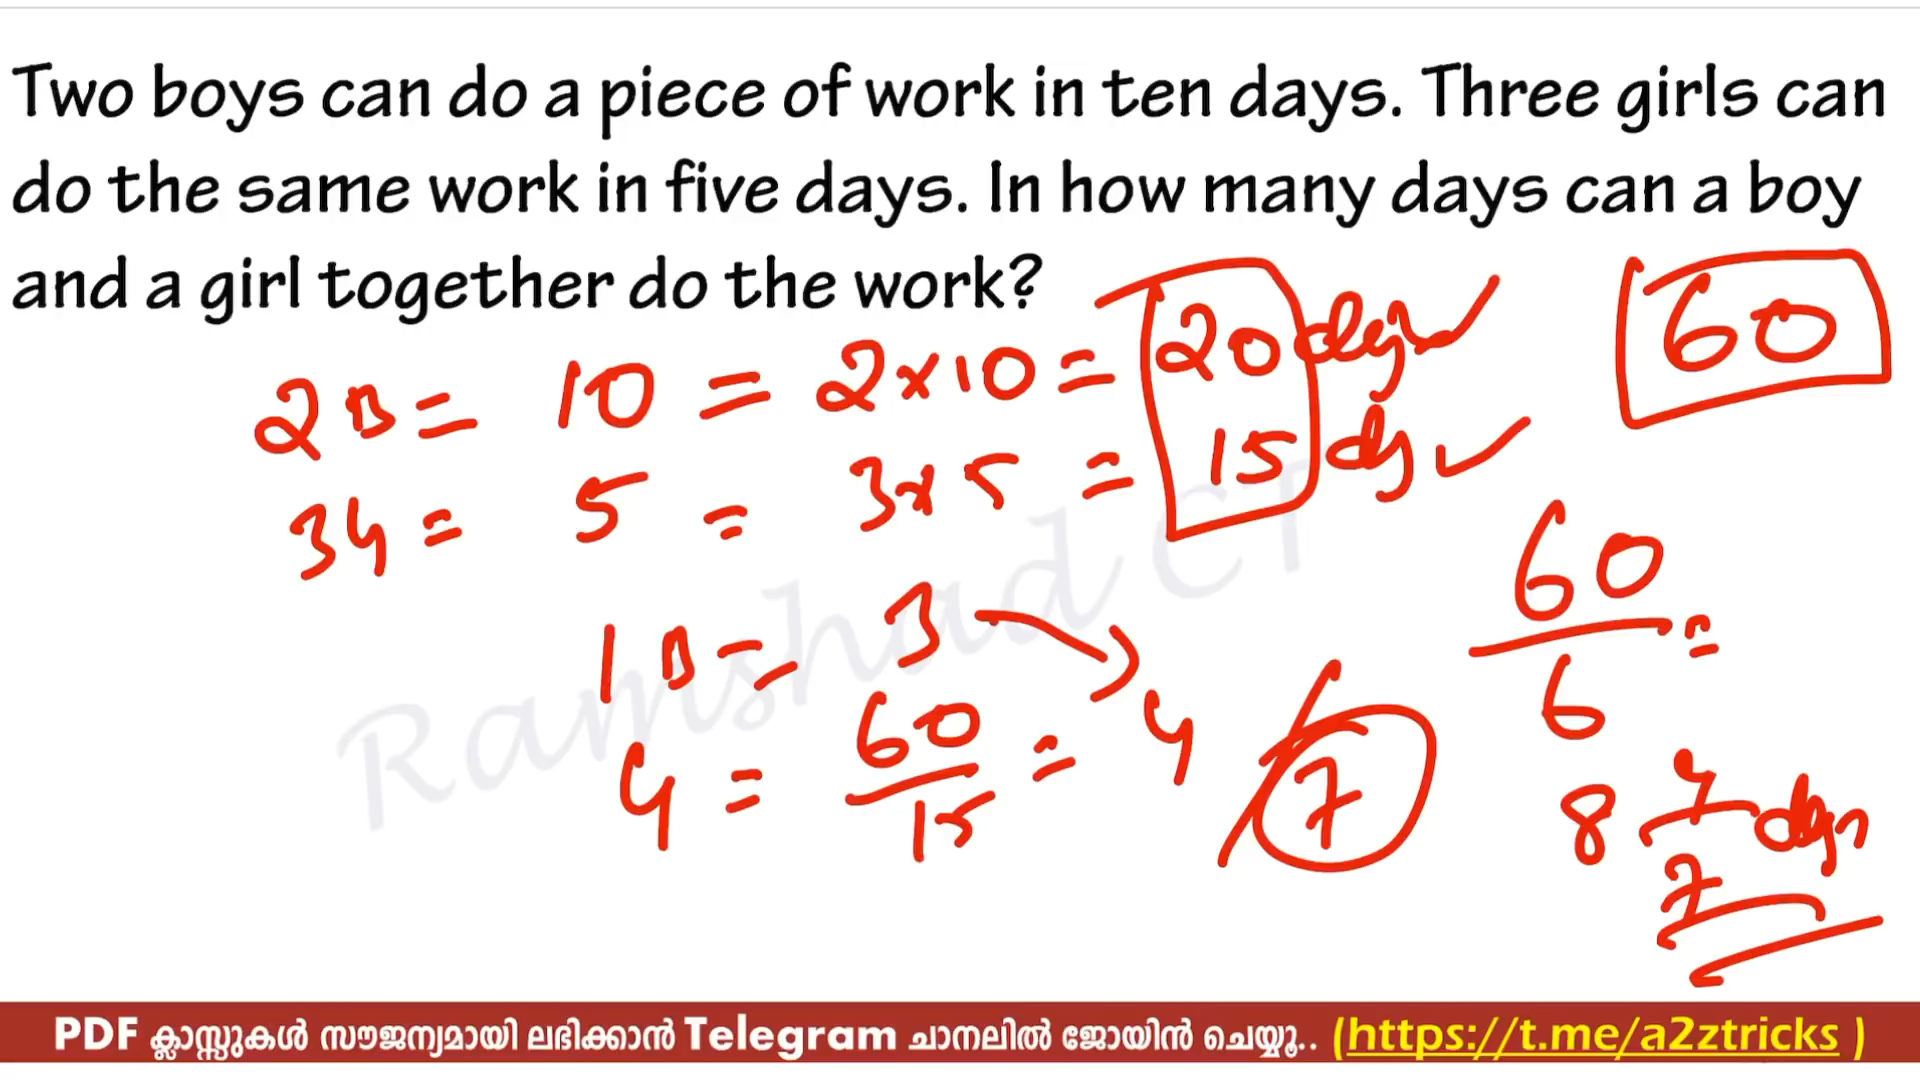 Two boys can do a piece of work in ten days. Three girls can
do the same work in five days. In how many days can a boy
and a girl together do the work?
60
2B = 10 = 2×10 = 20 days
3G = 5 = 3×5 = 15
1B = 3
G = 60/15 = 4
7
60/6 =
8 4/7 days
Ramshad CT
PDF ക്ലാസ്സുകൾ സൗജന്യമായി ലഭിക്കാൻ Telegram ചാനലിൽ ജോയിൻ ചെയ്യൂ.. (https://t.me/a2ztricks )